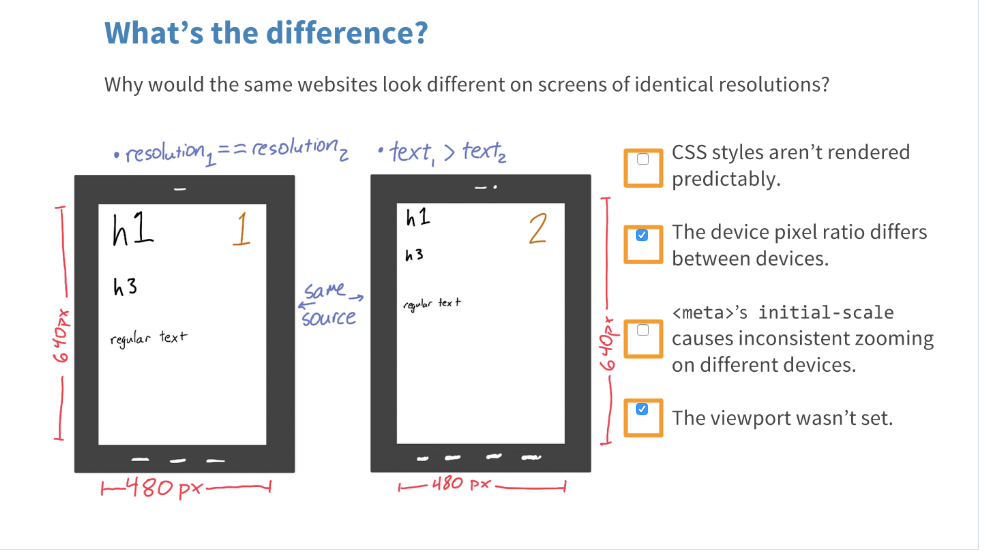 What's the difference?
Why would the same websites look different on screens of identical resolutions?
• resolution1 == resolution2 • text1 > text2
h1 1
h3
regular text
640px
480 px
same
source
h1 2
h3
regular text
640px
480 px
CSS styles aren't rendered
predictably.
The device pixel ratio differs
between devices.
<meta>'s initial-scale
causes inconsistent zooming
on different devices.
The viewport wasn't set.